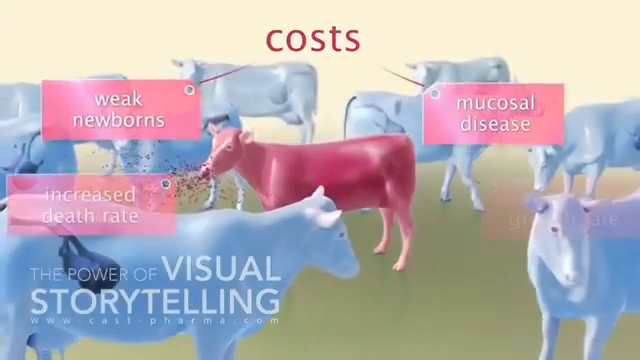 costs
weak
newborns
mucosal
disease
increased
death rate
THE POWER OF VISUAL
STORYTELLING
www.cast-pharma.com